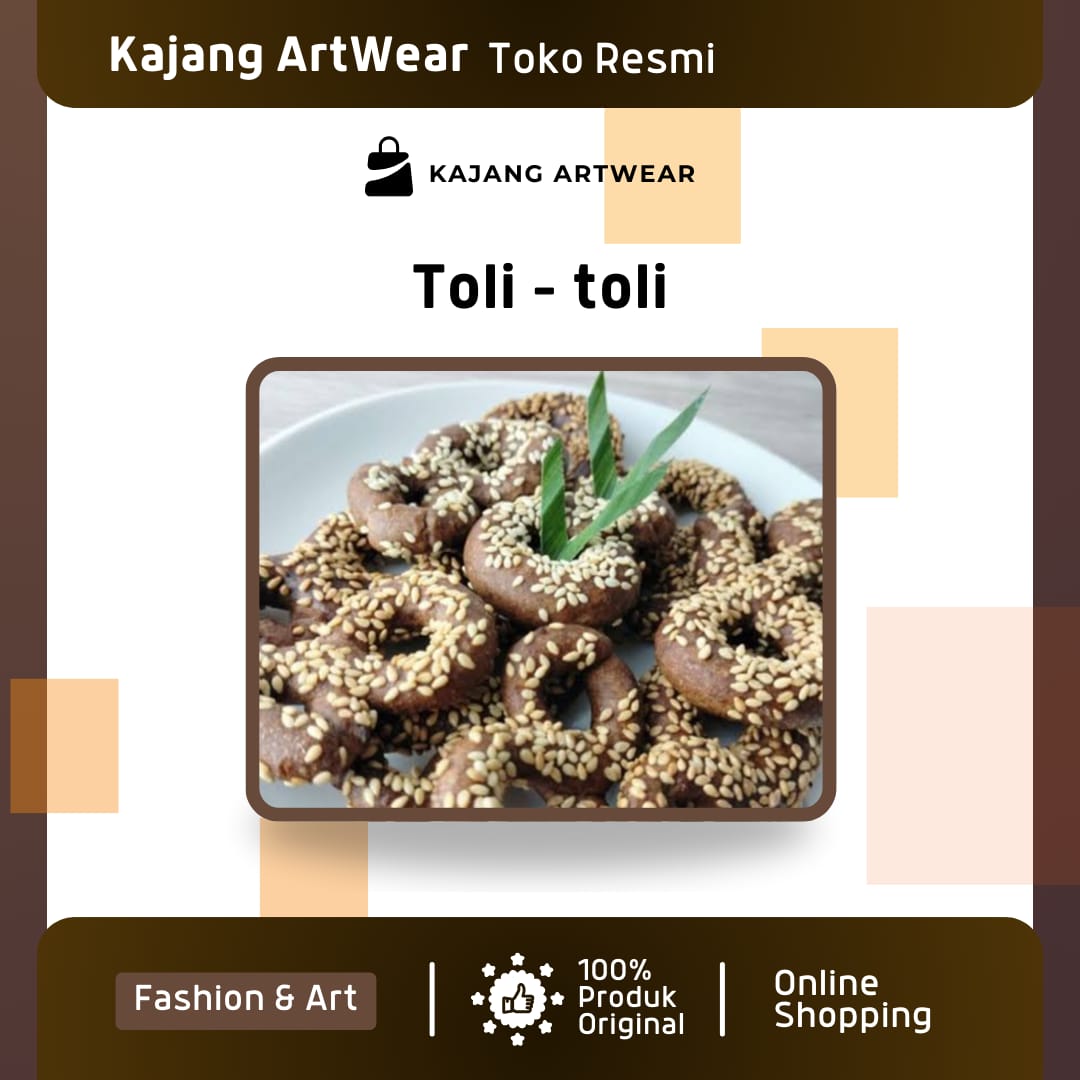 Kajang ArtWear Toko Resmi
KAJANG ARTWEAR
Toli - toli
Fashion & Art
100%
Produk
Original
Online
Shopping